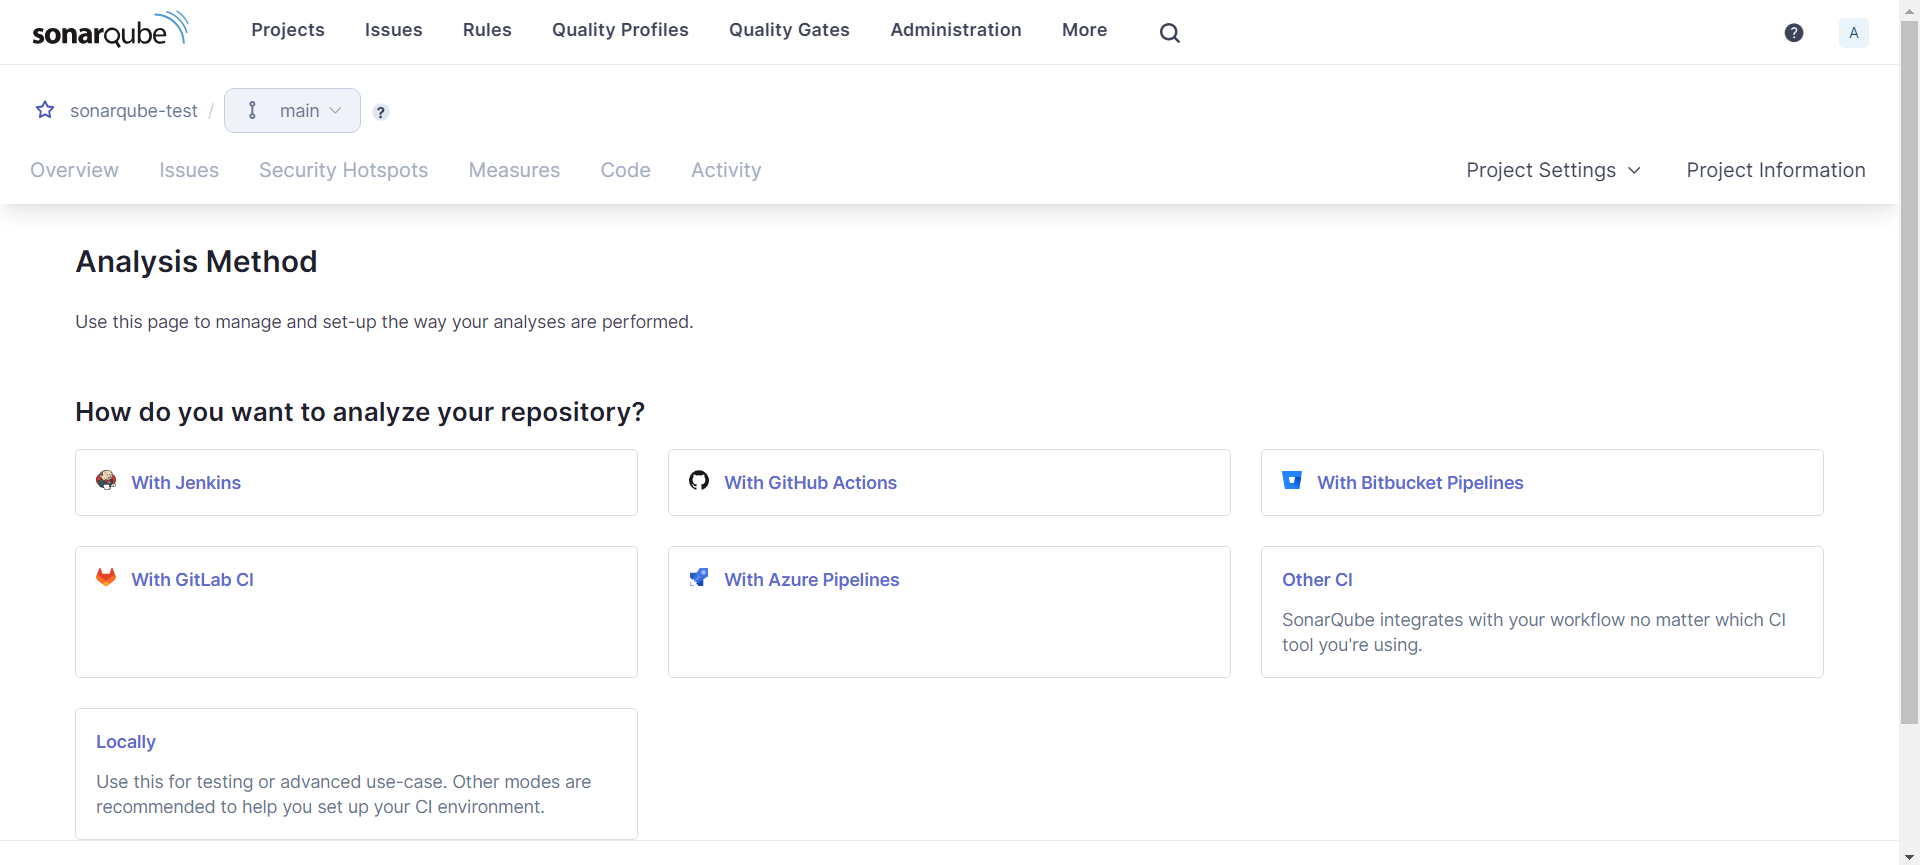 sonarqube Projects Issues Rules Quality Profiles Quality Gates Administration More ? A
sonarqube-test / main ?
Overview Issues Security Hotspots Measures Code Activity Project Settings Project Information
Analysis Method
Use this page to manage and set-up the way your analyses are performed.
How do you want to analyze your repository?
With Jenkins
With GitHub Actions
With Bitbucket Pipelines
With GitLab CI
With Azure Pipelines
Other CI
SonarQube integrates with your workflow no matter which CI
tool you're using.
Locally
Use this for testing or advanced use-case. Other modes are
recommended to help you set up your CI environment.